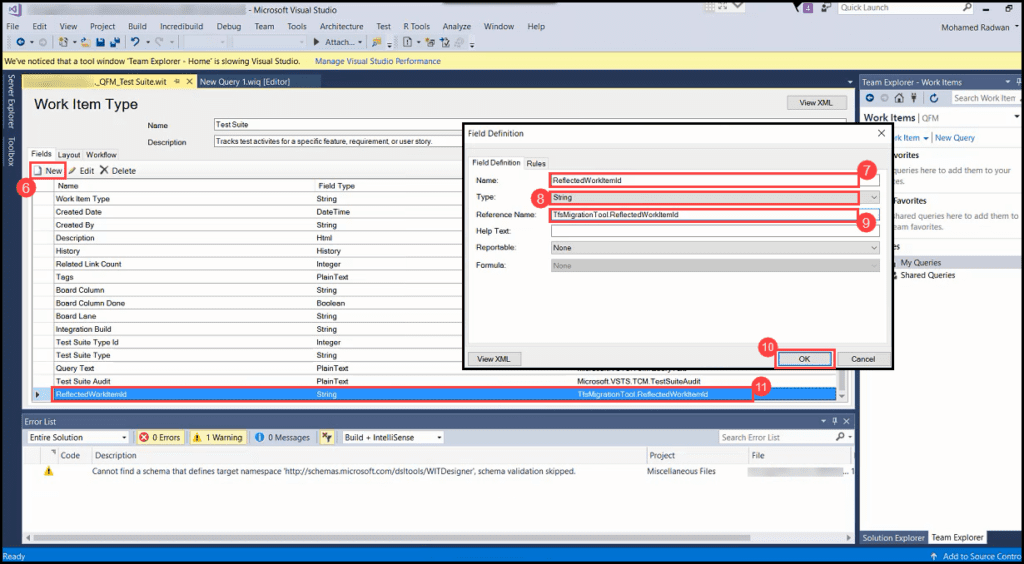 - Microsoft Visual Studio
4
Quick Launch
File Edit View Project Incredibuild Debug Team Tools Architecture Test R Tools Analyze Window Help
Mohamed Radwan
Attach...
We've noticed that a tool window 'Team Explorer - Home' is slowing Visual Studio. Manage Visual Studio Performance
Server Explorer
Toolbox
._QFM_Test Suite.wit
New Query 1.wiq [Editor]
Work Item Type
View XML
Name Test Suite
Description Tracks test activites for a specific feature, requirement, or user story.
Fields Layout Workflow
New Edit Delete
6
Name Field Type
Work Item Type String
Created Date DateTime
Created By String
Description Html
History History
Related Link Count Integer
Tags PlainText
Board Column String
Board Column Done Boolean
Board Lane String
Integration Build String
Test Suite Type Id Integer
Test Suite Type String
Query Text PlainText
Test Suite Audit PlainText Microsoft.VSTS.TCM.TestSuiteAudit
ReflectedWorkItemId String TfsMigrationTool.ReflectedWorkItemId
11
Field Definition
Field Definition Rules
Name: ReflectedWorkItemId
7
Type: String
8
Reference Name: TfsMigrationTool.ReflectedWorkItemId
9
Help Text:
Reportable: None
Formula: None
10
View XML OK Cancel
Team Explorer - Work Items
Search Work Item
Work Items | QFM
rk Item New Query
avorites
queries here to add them to your
es.
Favorites
shared queries here to add them to
eam favorites.
es
My Queries
Shared Queries
Error List
Entire Solution 0 Errors 1 Warning 0 Messages Build + IntelliSense Search Error List
Code Description Project File
Cannot find a schema that defines target namespace 'http://schemas.microsoft.com/dsltools/WITDesigner', schema validation skipped. Miscellaneous Files ... 1
Solution Explorer Team Explorer
Ready
Add to Source Contro